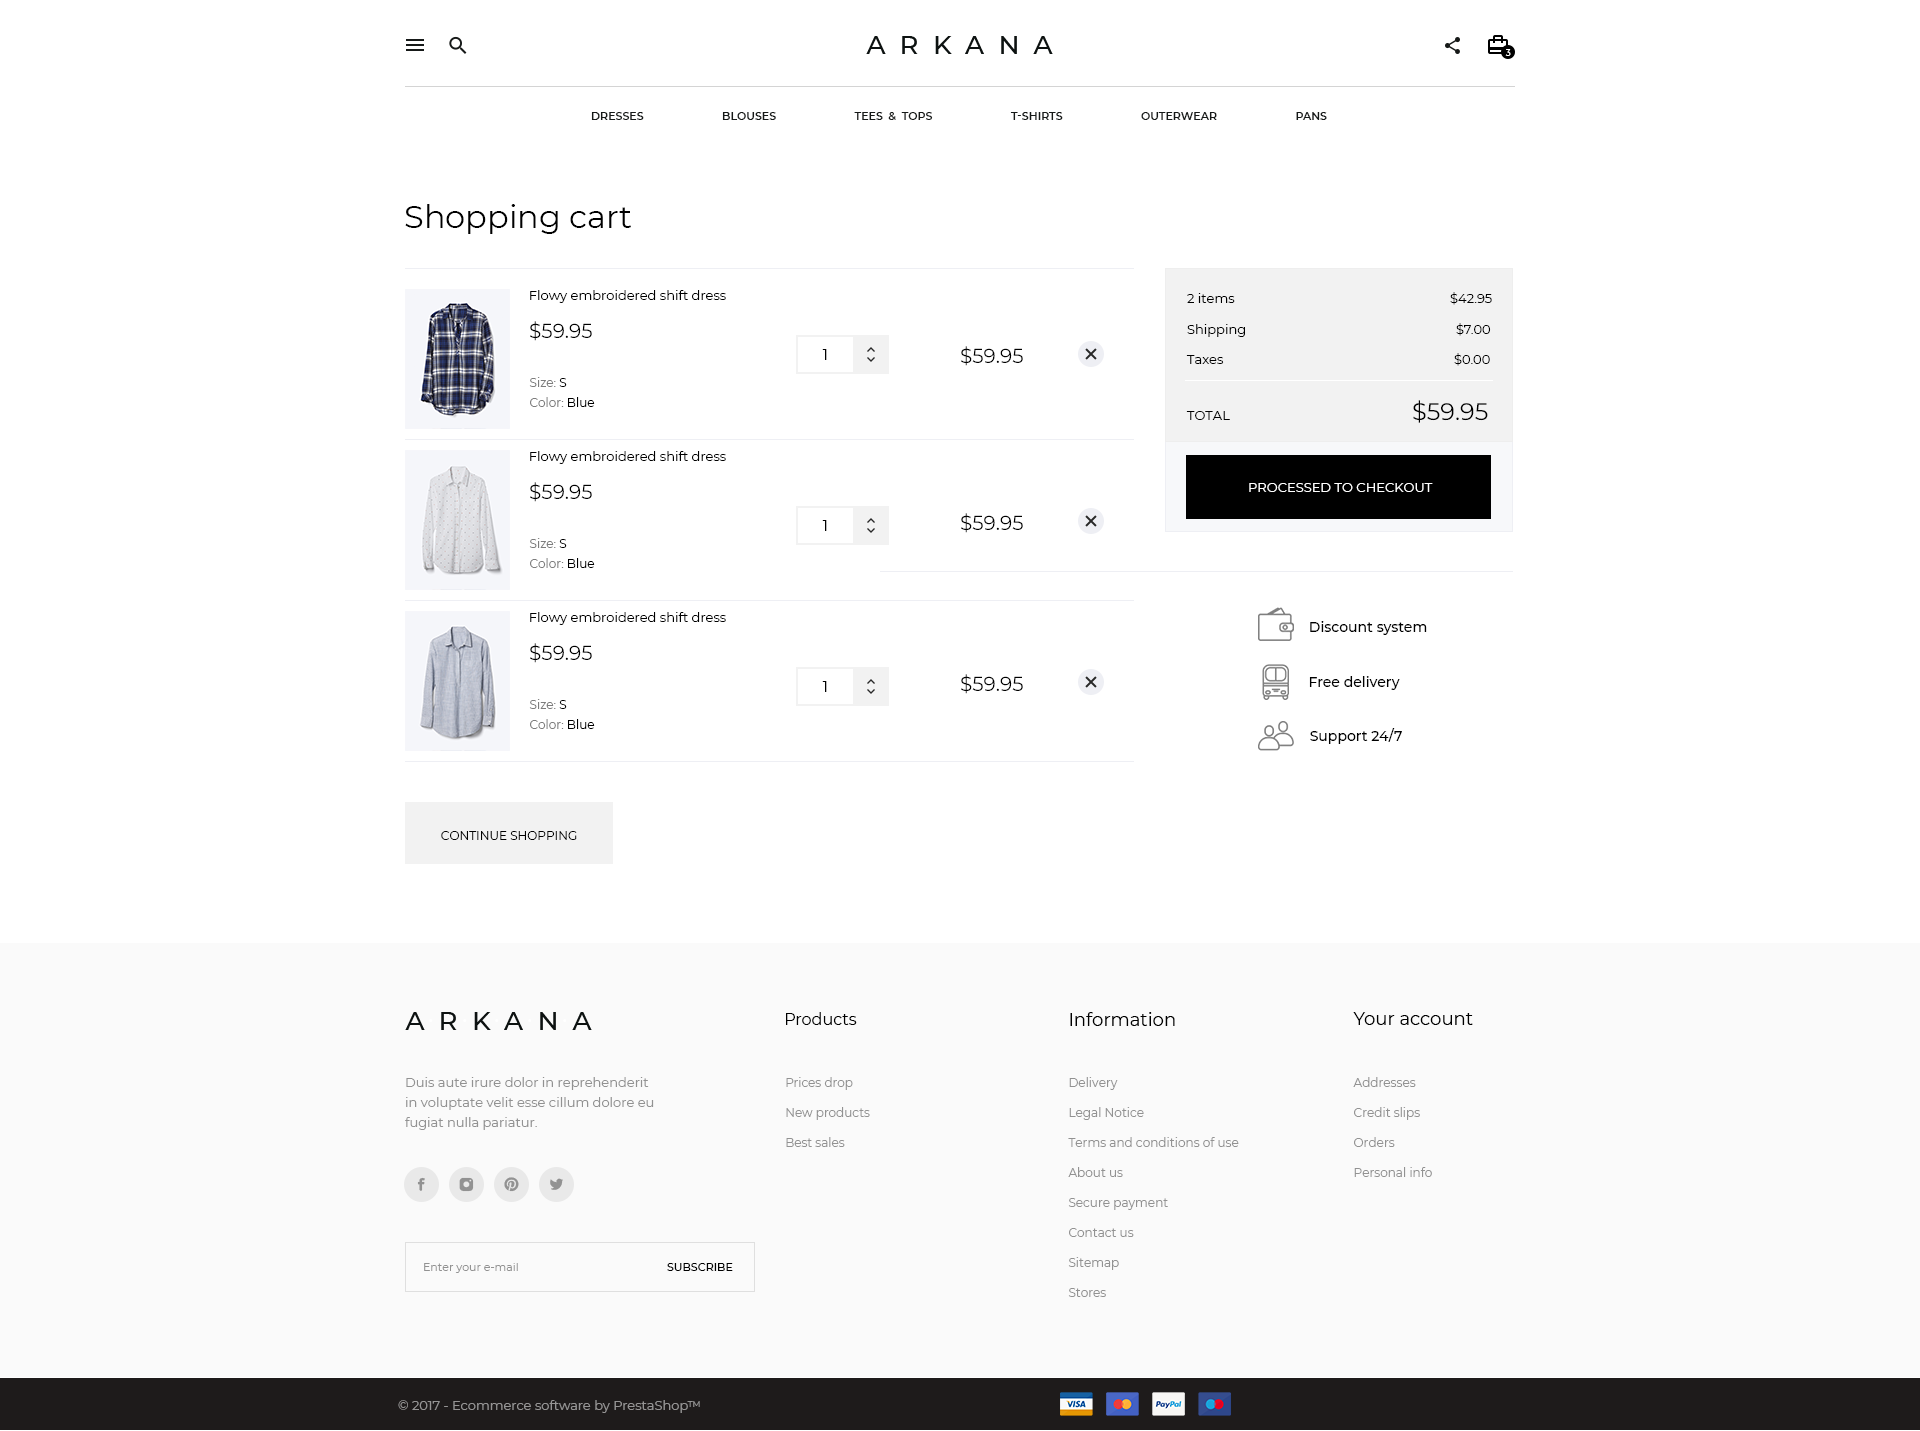 ARKANA
3
DRESSES BLOUSES TEES & TOPS T-SHIRTS OUTERWEAR PANS
Shopping cart
Flowy embroidered shift dress
$59.95
Size: S
Color: Blue
1
$59.95
Flowy embroidered shift dress
$59.95
Size: S
Color: Blue
1
$59.95
Flowy embroidered shift dress
$59.95
Size: S
Color: Blue
1
$59.95
2 items $42.95
Shipping $7.00
Taxes $0.00
TOTAL $59.95
PROCESSED TO CHECKOUT
Discount system
Free delivery
Support 24/7
CONTINUE SHOPPING
ARKANA
Duis aute irure dolor in reprehenderit
in voluptate velit esse cillum dolore eu
fugiat nulla pariatur.
Enter your e-mail SUBSCRIBE
Products
Prices drop
New products
Best sales
Information
Delivery
Legal Notice
Terms and conditions of use
About us
Secure payment
Contact us
Sitemap
Stores
Your account
Addresses
Credit slips
Orders
Personal info
© 2017 - Ecommerce software by PrestaShop™
VISA
PayPal